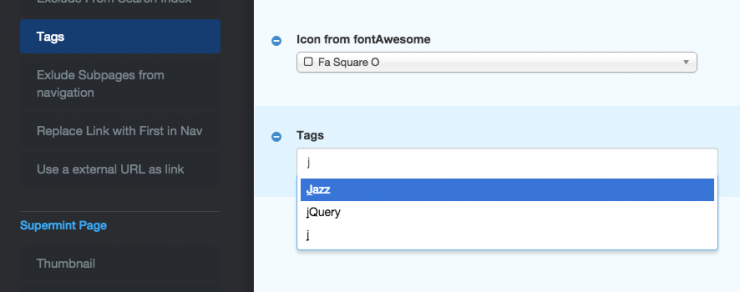 Exclude From Search Index
Tags
Exlude Subpages from
navigation
Replace Link with First in Nav
Use a external URL as link
Supermint Page
Thumbnail
Icon from fontAwesome
Fa Square O
Tags
j
Jazz
jQuery
j